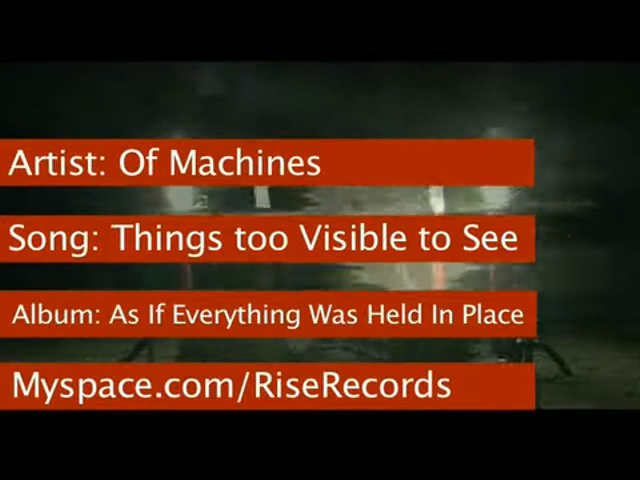 Artist: Of Machines
Song: Things too Visible to See
Album: As If Everything Was Held In Place
Myspace.com/RiseRecords